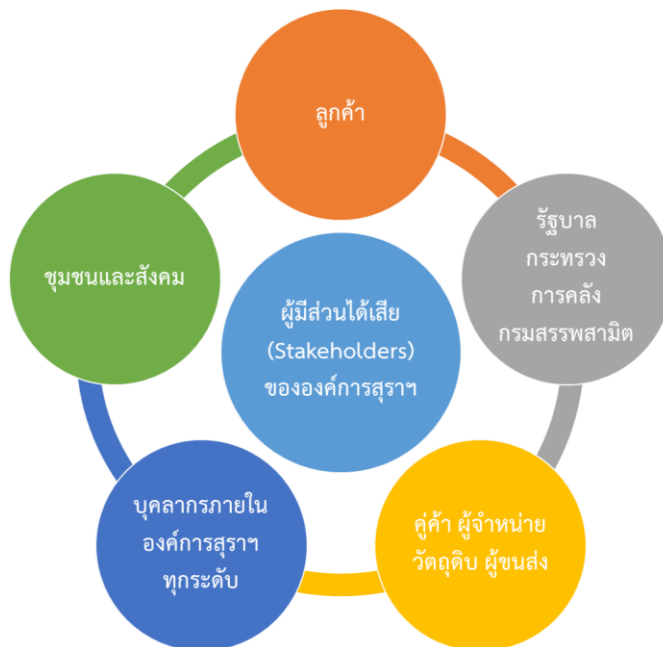 ลูกค้า
รัฐบาล
กระทรวง
การคลัง
กรมสรรพสามิต
คู่ค้า ผู้จำหน่าย
วัตถุดิบ ผู้ขนส่ง
บุคลากรภายใน
องค์การสุราฯ
ทุกระดับ
ชุมชนและสังคม
ผู้มีส่วนได้เสีย
(Stakeholders)
ขององค์การสุราฯ